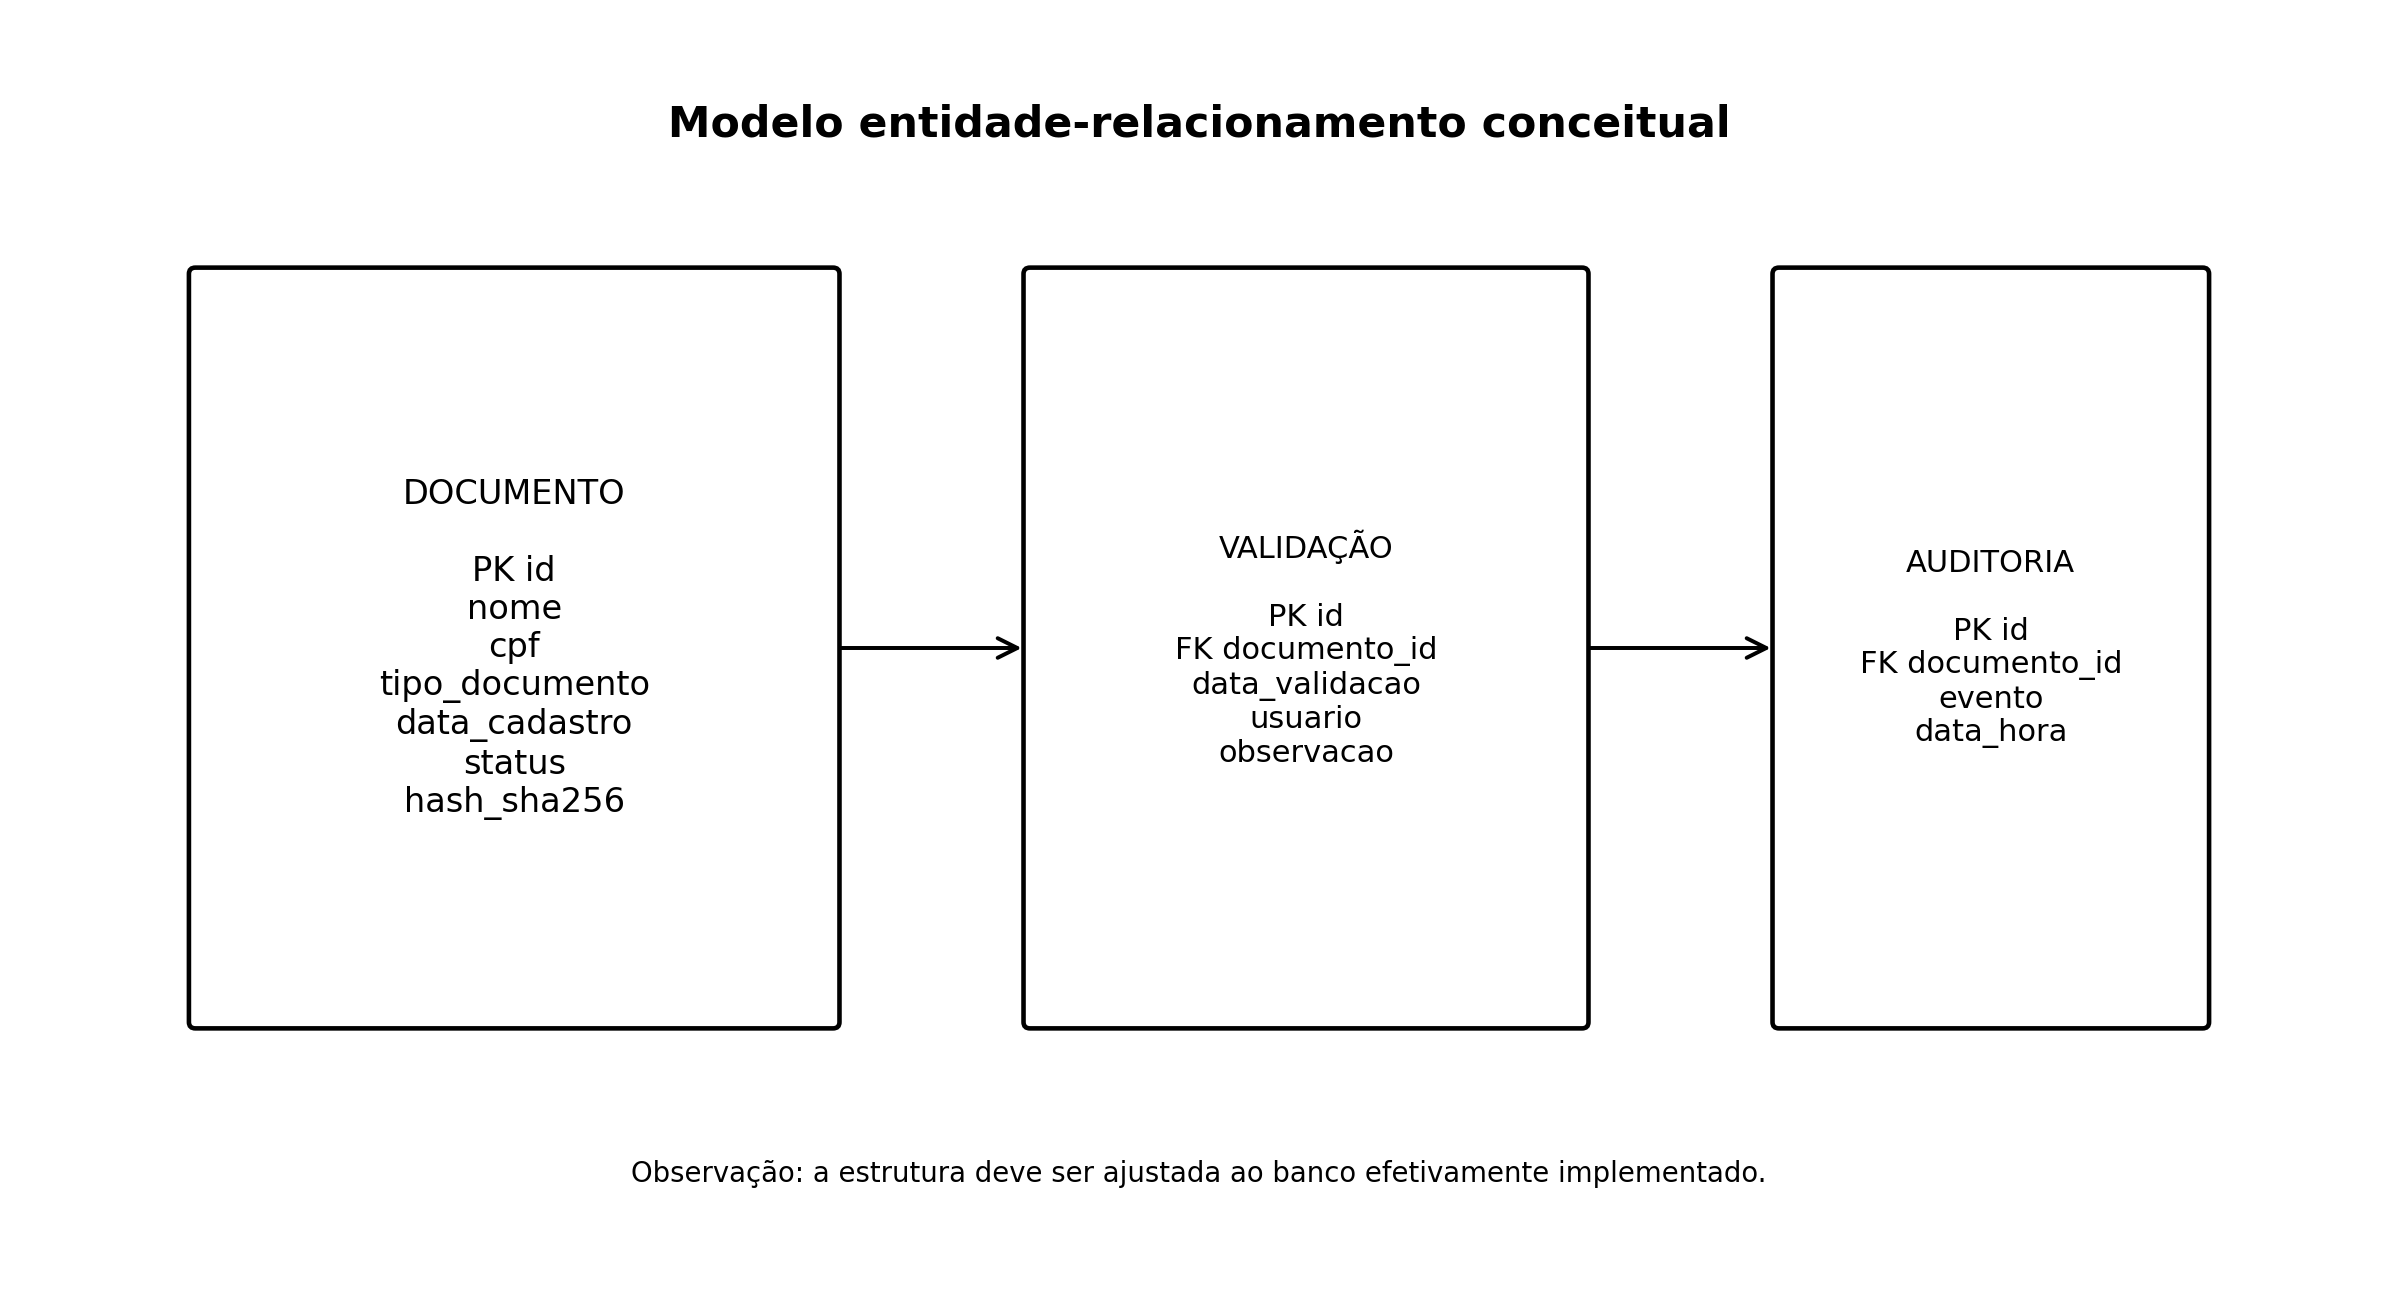 Modelo entidade-relacionamento conceitual
DOCUMENTO
PK id
nome
cpf
tipo_documento
data_cadastro
status
hash_sha256
VALIDAÇÃO
PK id
FK documento_id
data_validacao
usuario
observacao
AUDITORIA
PK id
FK documento_id
evento
data_hora
Observação: a estrutura deve ser ajustada ao banco efetivamente implementado.